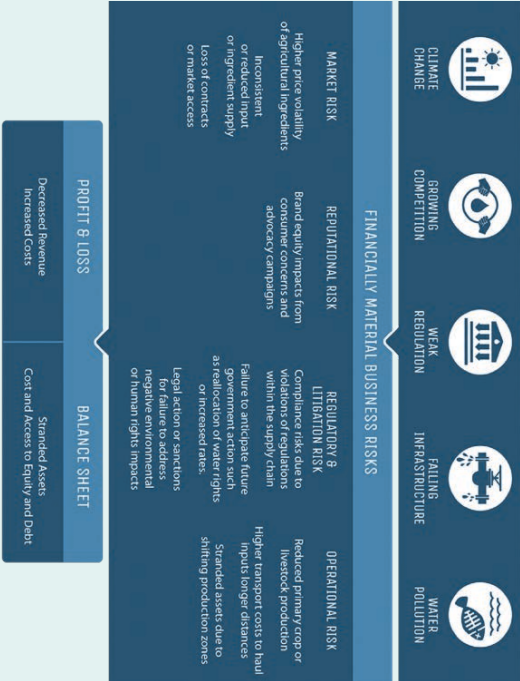 CLIMATE
CHANGE
GROWING
COMPETITION
WEAK
REGULATION
FAILING
INFRASTRUCTURE
WATER
POLLUTION
FINANCIALLY MATERIAL BUSINESS RISKS
MARKET RISK
Higher price volatility
of agricultural ingredients
Inconsistent
or reduced input
or ingredient supply
Loss of contracts
or market access
REPUTATIONAL RISK
Brand equity impacts from
consumer concerns and
advocacy campaigns
REGULATORY &
LITIGATION RISK
Compliance risks due to
violations of regulations
within the supply chain
Failure to anticipate future
government action such
as reallocation of water rights
or increased rates.
Legal action or sanctions
for failure to address
negative environmental
or human rights impacts
OPERATIONAL RISK
Reduced primary crop or
livestock production
Higher transport costs to haul
inputs longer distances
Stranded assets due to
shifting production zones
PROFIT & LOSS
Decreased Revenue
Increased Costs
BALANCE SHEET
Stranded Assets
Cost and Access to Equity and Debt